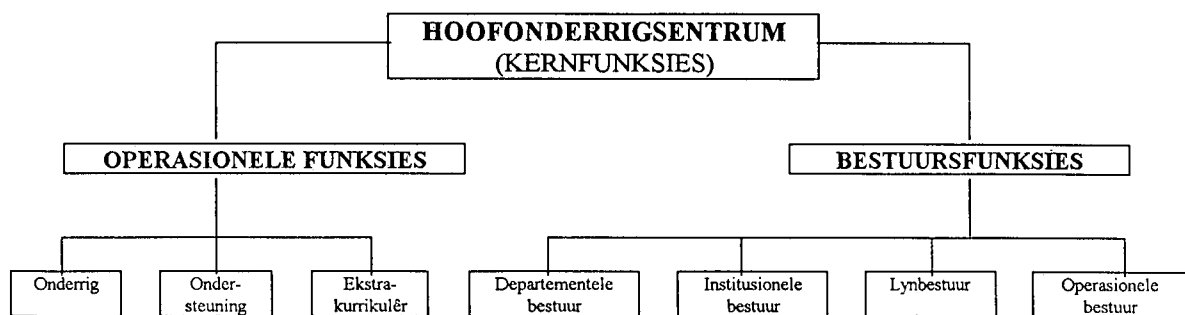 HOOFONDERRIGSENTRUM
(KERNFUNKSIES)
OPERASIONELE FUNKSIES
BESTUURSFUNKSIES
Onderrig
Onder-
steuning
Ekstra-
kurrikulêr
Departementele
bestuur
Institusionele
bestuur
Lynbestuur
Operasionele
bestuur